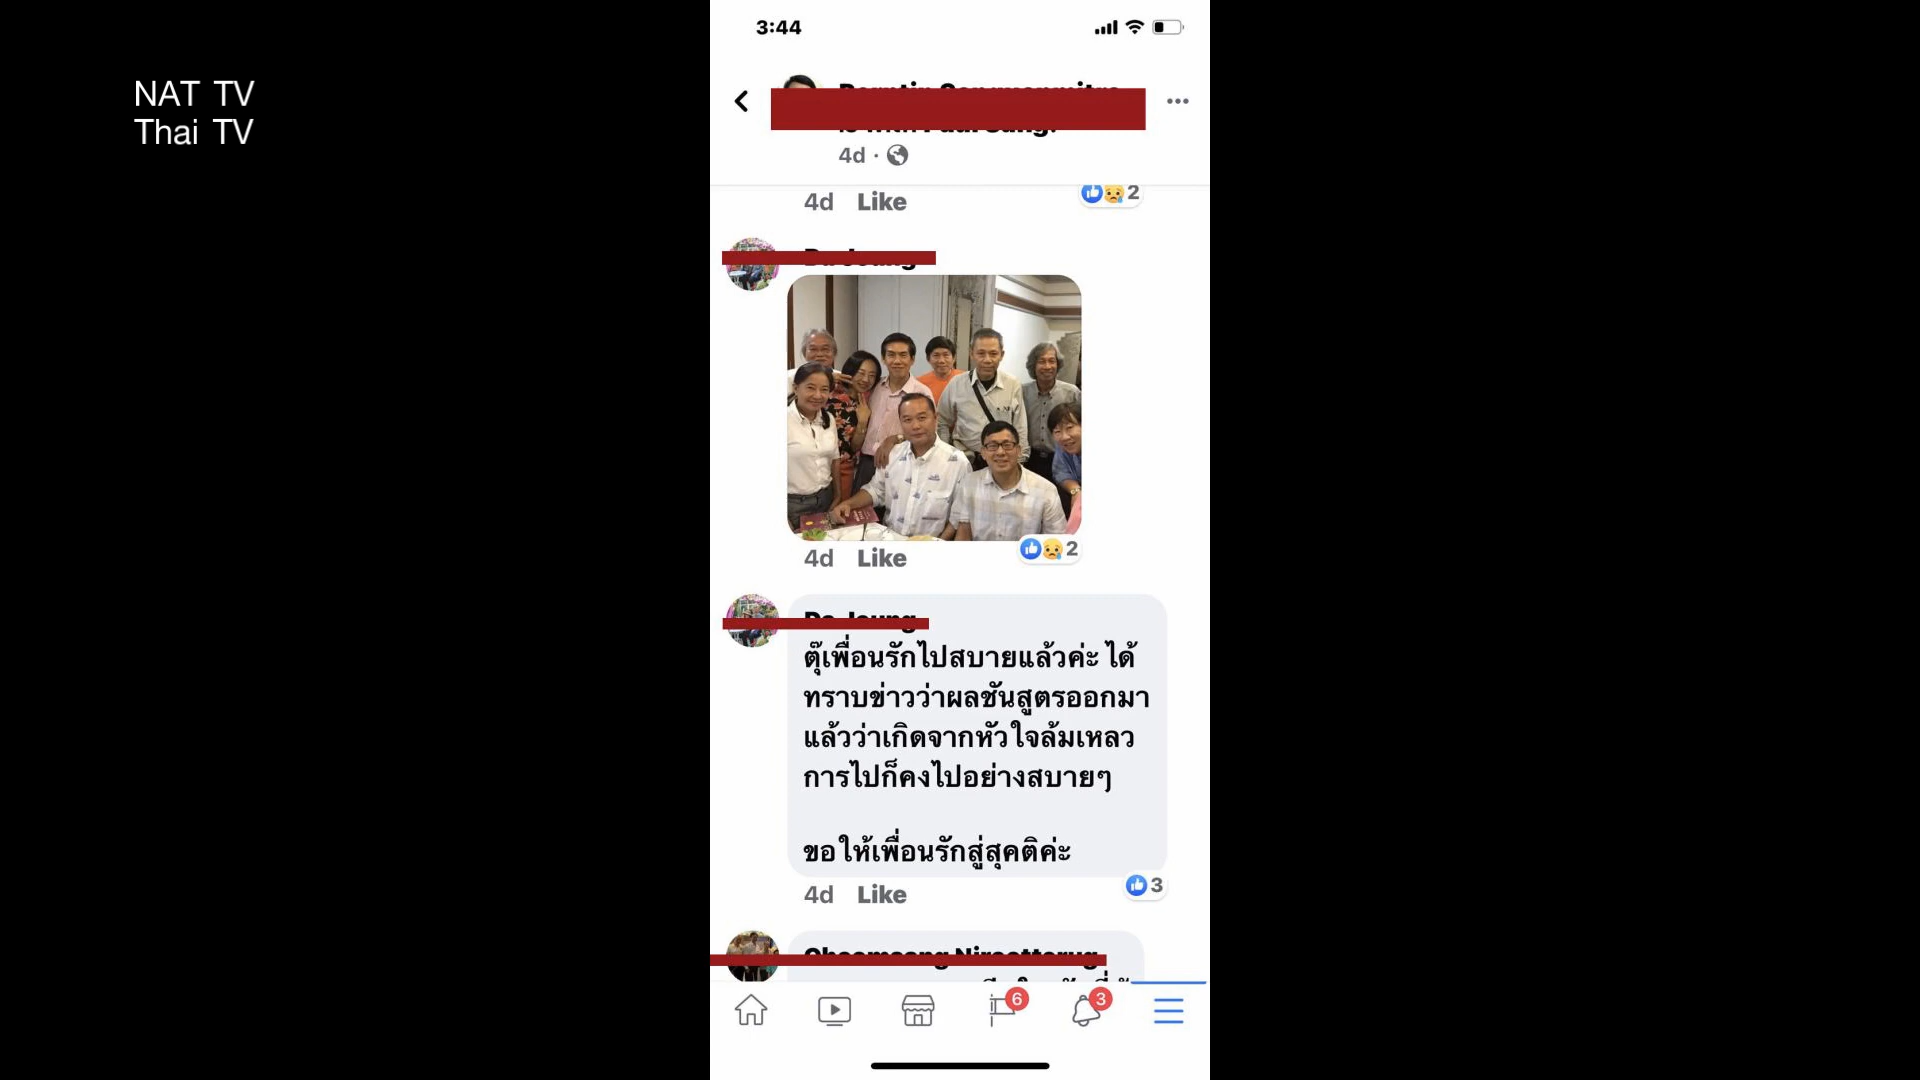 NAT TV
Thai TV
3:44
4d ·
4d Like
2
4d Like
2
ตุ๊เพื่อนรักไปสบายแล้วค่ะ ได้
ทราบข่าวว่าผลชันสูตรออกมา
แล้วว่าเกิดจากหัวใจล้มเหลว
การไปก็คงไปอย่างสบายๆ
ขอให้เพื่อนรักสู่สุคติค่ะ
4d Like
3
6
3